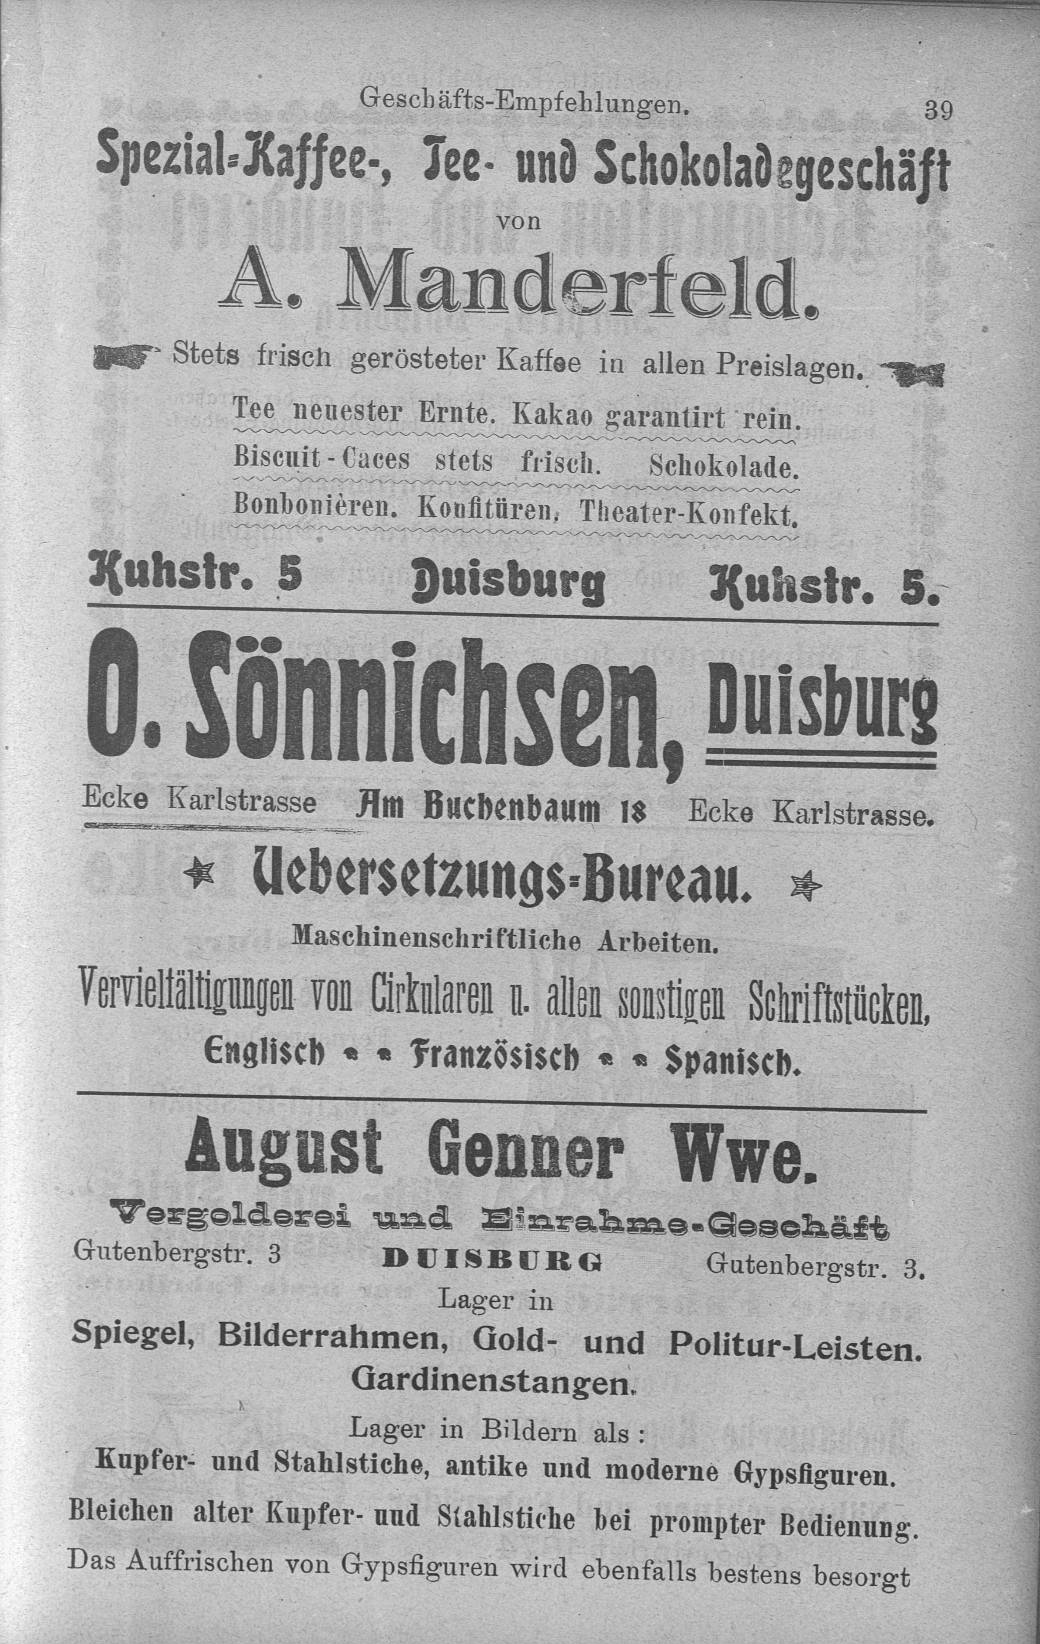 Geschäfts-Empfehlungen. 39
Spezial-Kaffee-, Tee- und Schokoladegeschäft
von
A. Manderfeld.
Stets frisch gerösteter Kaffee in allen Preislagen.
Tee neuester Ernte. Kakao garantirt rein.
Biscuit-Caces stets frisch. Schokolade.
Bonbonièren. Konfitüren, Theater-Konfekt.
Kuhstr. 5 Duisburg Kuhstr. 5.
O. Sönnichsen, Duisburg
Ecke Karlstrasse Am Buchenbaum 18 Ecke Karlstrasse.
Uebersetzungs-Bureau.
Maschinenschriftliche Arbeiten.
Vervielfältigungen von Cirkularen u. allen sonstigen Schriftstücken,
Englisch Französisch Spanisch.
August Genner Wwe.
Vergolderei und Einrahme-Geschäft
Gutenbergstr. 3 DUISBURG Gutenbergstr. 3.
Lager in
Spiegel, Bilderrahmen, Gold- und Politur-Leisten.
Gardinenstangen.
Lager in Bildern als:
Kupfer- und Stahlstiche, antike und moderne Gypsfiguren.
Bleichen alter Kupfer- und Stahlstiche bei prompter Bedienung.
Das Auffrischen von Gypsfiguren wird ebenfalls bestens besorgt